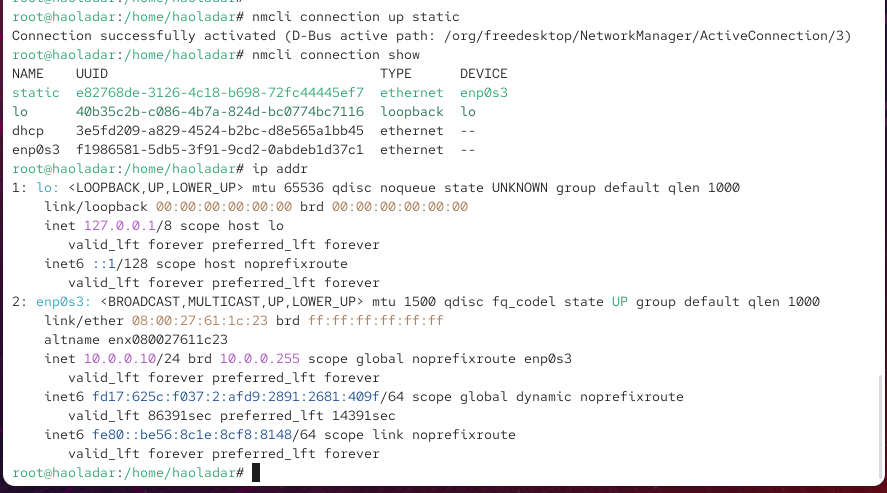 root@haoladar:/home/haoladar# nmcli connection up static
Connection successfully activated (D-Bus active path: /org/freedesktop/NetworkManager/ActiveConnection/3)
root@haoladar:/home/haoladar# nmcli connection show
NAME    UUID                                  TYPE      DEVICE
static  e82768de-3126-4c18-b698-72fc44445ef7  ethernet  enp0s3
lo      40b35c2b-c086-4b7a-824d-bc0774bc7116  loopback  lo
dhcp    3e5fd209-a829-4524-b2bc-d8e565a1bb45  ethernet  --
enp0s3  f1986581-5db5-3f91-9cd2-0abdeb1d37c1  ethernet  --
root@haoladar:/home/haoladar# ip addr
1: lo: <LOOPBACK,UP,LOWER_UP> mtu 65536 qdisc noqueue state UNKNOWN group default qlen 1000
    link/loopback 00:00:00:00:00:00 brd 00:00:00:00:00:00
    inet 127.0.0.1/8 scope host lo
       valid_lft forever preferred_lft forever
    inet6 ::1/128 scope host noprefixroute
       valid_lft forever preferred_lft forever
2: enp0s3: <BROADCAST,MULTICAST,UP,LOWER_UP> mtu 1500 qdisc fq_codel state UP group default qlen 1000
    link/ether 08:00:27:61:1c:23 brd ff:ff:ff:ff:ff:ff
    altname enx080027611c23
    inet 10.0.0.10/24 brd 10.0.0.255 scope global noprefixroute enp0s3
       valid_lft forever preferred_lft forever
    inet6 fd17:625c:f037:2:afd9:2891:2681:409f/64 scope global dynamic noprefixroute
       valid_lft 86391sec preferred_lft 14391sec
    inet6 fe80::be56:8c1e:8cf8:8148/64 scope link noprefixroute
       valid_lft forever preferred_lft forever
root@haoladar:/home/haoladar#